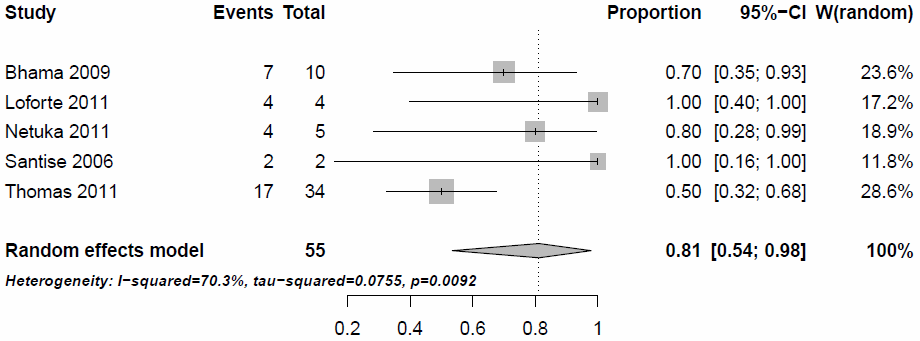 Study Events Total Proportion 95%−CI W(random)
Bhama 2009 7 10 0.70 [0.35; 0.93] 23.6%
Loforte 2011 4 4 1.00 [0.40; 1.00] 17.2%
Netuka 2011 4 5 0.80 [0.28; 0.99] 18.9%
Santise 2006 2 2 1.00 [0.16; 1.00] 11.8%
Thomas 2011 17 34 0.50 [0.32; 0.68] 28.6%
Random effects model 55 0.81 [0.54; 0.98] 100%
Heterogeneity: I−squared=70.3%, tau−squared=0.0755, p=0.0092
0.2 0.4 0.6 0.8 1